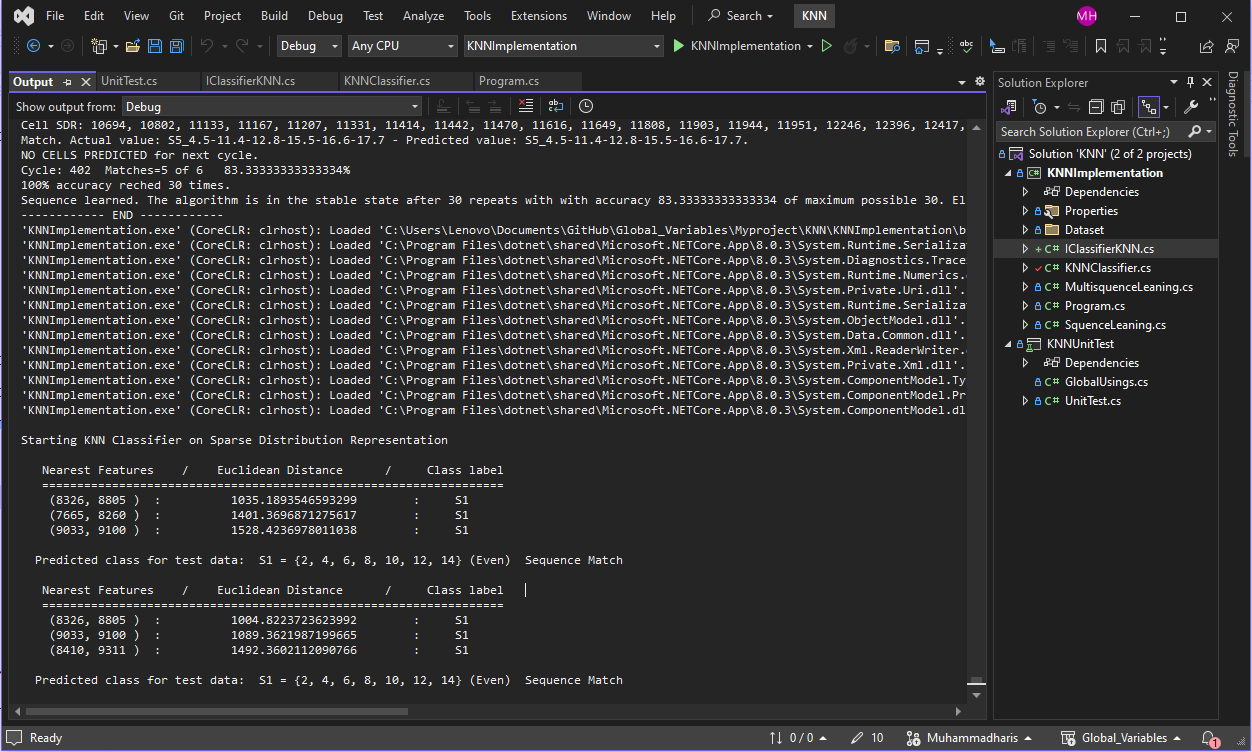 File Edit View Git Project Build Debug Test Analyze Tools Extensions Window Help Search KNN MH
Debug Any CPU KNNImplementation KNNImplementation
Output UnitTest.cs IClassifierKNN.cs KNNClassifier.cs Program.cs
Show output from: Debug
Cell SDR: 10694, 10802, 11133, 11167, 11207, 11331, 11414, 11442, 11470, 11616, 11649, 11808, 11903, 11944, 11951, 12246, 12396, 12417,
Match. Actual value: S5_4.5-11.4-12.8-15.5-16.6-17.7 - Predicted value: S5_4.5-11.4-12.8-15.5-16.6-17.7.
NO CELLS PREDICTED for next cycle.
Cycle: 402 Matches=5 of 6 83.33333333333334%
100% accuracy reched 30 times.
Sequence learned. The algorithm is in the stable state after 30 repeats with with accuracy 83.33333333333334 of maximum possible 30. El
------------ END ------------
'KNNImplementation.exe' (CoreCLR: clrhost): Loaded 'C:\Users\Lenovo\Documents\GitHub\Global_Variables\Myproject\KNN\KNNImplementation\b
'KNNImplementation.exe' (CoreCLR: clrhost): Loaded 'C:\Program Files\dotnet\shared\Microsoft.NETCore.App\8.0.3\System.Runtime.Serializa
'KNNImplementation.exe' (CoreCLR: clrhost): Loaded 'C:\Program Files\dotnet\shared\Microsoft.NETCore.App\8.0.3\System.Diagnostics.Trace
'KNNImplementation.exe' (CoreCLR: clrhost): Loaded 'C:\Program Files\dotnet\shared\Microsoft.NETCore.App\8.0.3\System.Runtime.Numerics.
'KNNImplementation.exe' (CoreCLR: clrhost): Loaded 'C:\Program Files\dotnet\shared\Microsoft.NETCore.App\8.0.3\System.Private.Uri.dll'.
'KNNImplementation.exe' (CoreCLR: clrhost): Loaded 'C:\Program Files\dotnet\shared\Microsoft.NETCore.App\8.0.3\System.Runtime.Serializa
'KNNImplementation.exe' (CoreCLR: clrhost): Loaded 'C:\Program Files\dotnet\shared\Microsoft.NETCore.App\8.0.3\System.ObjectModel.dll'.
'KNNImplementation.exe' (CoreCLR: clrhost): Loaded 'C:\Program Files\dotnet\shared\Microsoft.NETCore.App\8.0.3\System.Data.Common.dll'.
'KNNImplementation.exe' (CoreCLR: clrhost): Loaded 'C:\Program Files\dotnet\shared\Microsoft.NETCore.App\8.0.3\System.Xml.ReaderWriter.
'KNNImplementation.exe' (CoreCLR: clrhost): Loaded 'C:\Program Files\dotnet\shared\Microsoft.NETCore.App\8.0.3\System.Private.Xml.dll'.
'KNNImplementation.exe' (CoreCLR: clrhost): Loaded 'C:\Program Files\dotnet\shared\Microsoft.NETCore.App\8.0.3\System.ComponentModel.Ty
'KNNImplementation.exe' (CoreCLR: clrhost): Loaded 'C:\Program Files\dotnet\shared\Microsoft.NETCore.App\8.0.3\System.ComponentModel.Pr
'KNNImplementation.exe' (CoreCLR: clrhost): Loaded 'C:\Program Files\dotnet\shared\Microsoft.NETCore.App\8.0.3\System.ComponentModel.dl
Starting KNN Classifier on Sparse Distribution Representation
Nearest Features / Euclidean Distance / Class label
==================================================================
(8326, 8805 ) : 1035.1893546593299 : S1
(7665, 8260 ) : 1401.3696871275617 : S1
(9033, 9100 ) : 1528.4236978011038 : S1
Predicted class for test data: S1 = {2, 4, 6, 8, 10, 12, 14} (Even) Sequence Match
Nearest Features / Euclidean Distance / Class label
==================================================================
(8326, 8805 ) : 1004.8223723623992 : S1
(9033, 9100 ) : 1089.3621987199665 : S1
(8410, 9311 ) : 1492.3602112090766 : S1
Predicted class for test data: S1 = {2, 4, 6, 8, 10, 12, 14} (Even) Sequence Match
Solution Explorer
Search Solution Explorer (Ctrl+;)
Solution 'KNN' (2 of 2 projects)
C# KNNImplementation
Dependencies
Properties
Dataset
+ C# IClassifierKNN.cs
C# KNNClassifier.cs
C# MultisquenceLeaning.cs
C# Program.cs
C# SquenceLeaning.cs
KNNUnitTest
Dependencies
C# GlobalUsings.cs
C# UnitTest.cs
Diagnostic Tools
Ready 0 / 0 10 Muhammadharis Global_Variables 1